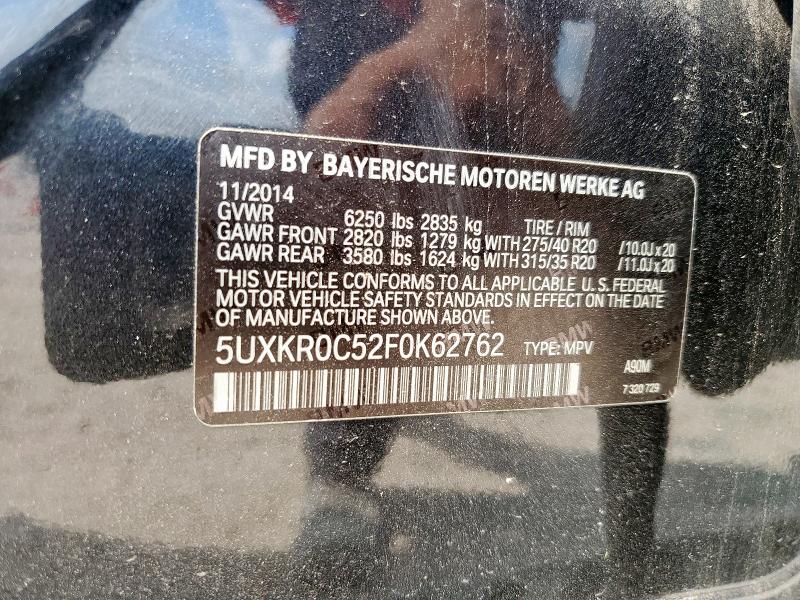 MFD BY BAYERISCHE MOTOREN WERKE AG
11/2014
GVWR 6250 lbs 2835 kg TIRE / RIM
GAWR FRONT 2820 lbs 1279 kg WITH 275/40 R20 /10.0J x 20
GAWR REAR 3580 lbs 1624 kg WITH 315/35 R20 /11.0J x 20
THIS VEHICLE CONFORMS TO ALL APPLICABLE U.S. FEDERAL
MOTOR VEHICLE SAFETY STANDARDS IN EFFECT ON THE DATE
OF MANUFACTURE SHOWN ABOVE.
5UXKR0C52F0K62762 TYPE: MPV A90M
7 320 729